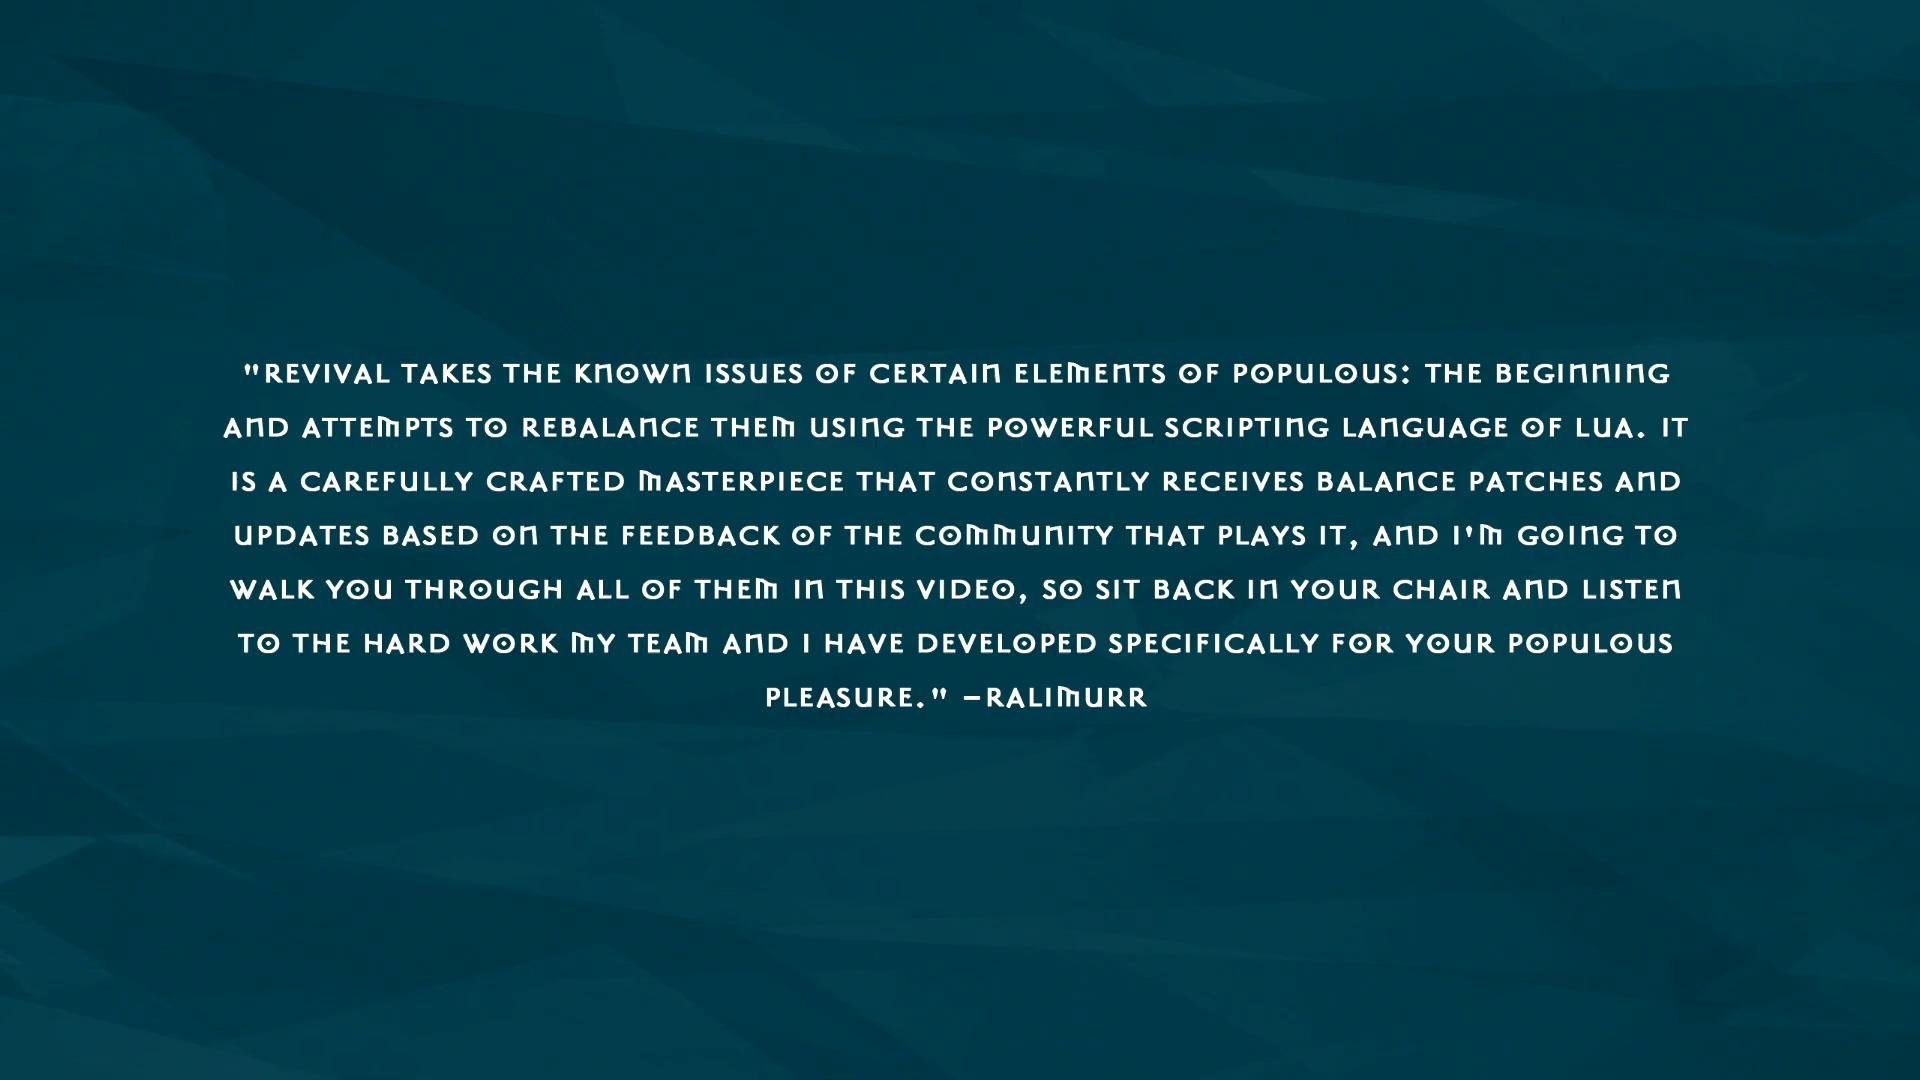 "REVIVAL TAKES THE KNOWN ISSUES OF CERTAIN ELEMENTS OF POPULOUS: THE BEGINNING
AND ATTEMPTS TO REBALANCE THEM USING THE POWERFUL SCRIPTING LANGUAGE OF LUA. IT
IS A CAREFULLY CRAFTED MASTERPIECE THAT CONSTANTLY RECEIVES BALANCE PATCHES AND
UPDATES BASED ON THE FEEDBACK OF THE COMMUNITY THAT PLAYS IT, AND I'M GOING TO
WALK YOU THROUGH ALL OF THEM IN THIS VIDEO, SO SIT BACK IN YOUR CHAIR AND LISTEN
TO THE HARD WORK MY TEAM AND I HAVE DEVELOPED SPECIFICALLY FOR YOUR POPULOUS
PLEASURE." –RALIMURR